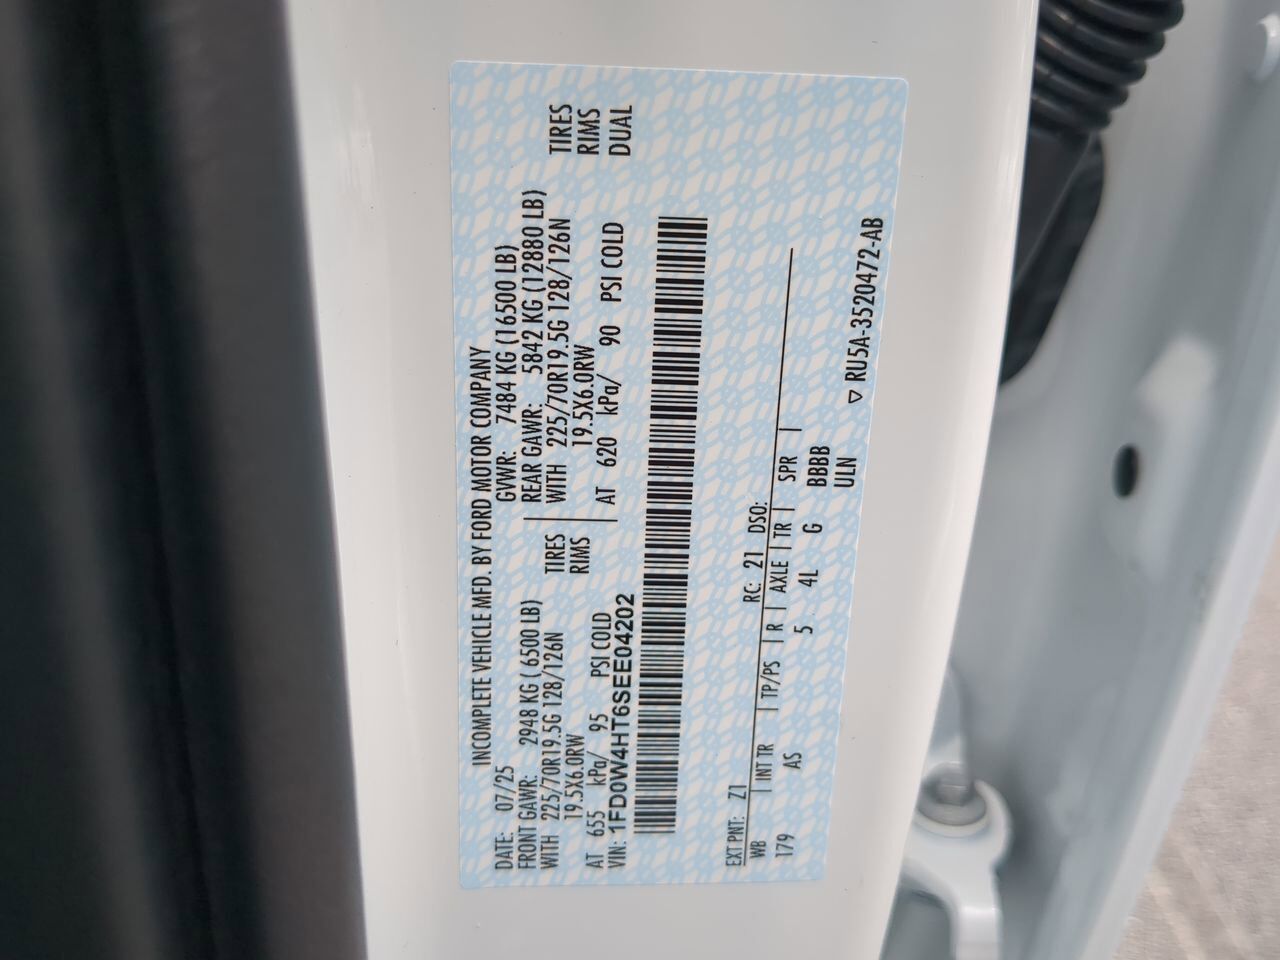 INCOMPLETE VEHICLE MFD. BY FORD MOTOR COMPANY
DATE: 07/25 GVWR: 7484 KG (16500 LB)
FRONT GAWR: 2948 KG ( 6500 LB) REAR GAWR: 5842 KG (12880 LB)
WITH 225/70R19.5G 128/126N TIRES WITH 225/70R19.5G 128/126N TIRES
19.5X6.0RW RIMS 19.5X6.0RW RIMS
AT 655 kPa/ 95 PSI COLD AT 620 kPa/ 90 PSI COLD DUAL
VIN: 1FD0W4HT6SEE04202
EXT PNT: Z1 RC: 21 DSO:
WB | INT TR | TP/PS | R | AXLE | TR | SPR |
179 AS 5 4L G BBBB
ULN
▽ RU5A-3520472-AB